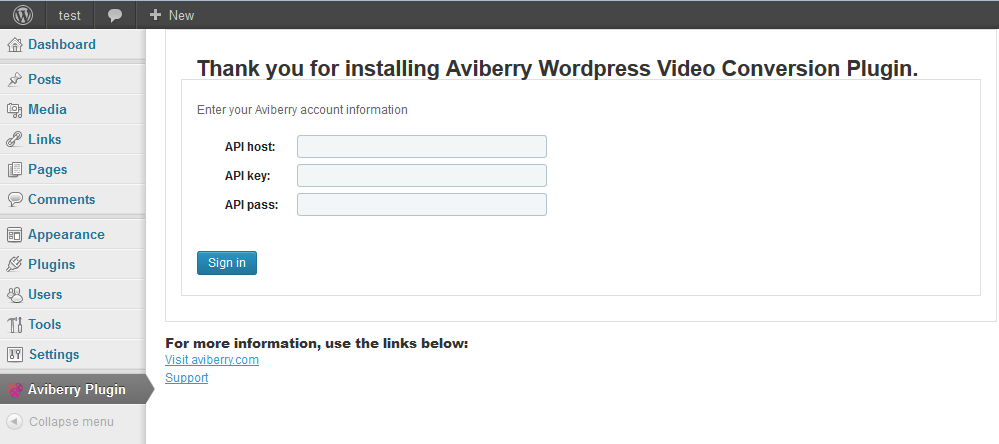 test
New
Dashboard
Posts
Media
Links
Pages
Comments
Appearance
Plugins
Users
Tools
Settings
Aviberry Plugin
Collapse menu
Thank you for installing Aviberry Wordpress Video Conversion Plugin.
Enter your Aviberry account information
API host:
API key:
API pass:
Sign in
For more information, use the links below:
Visit aviberry.com
Support